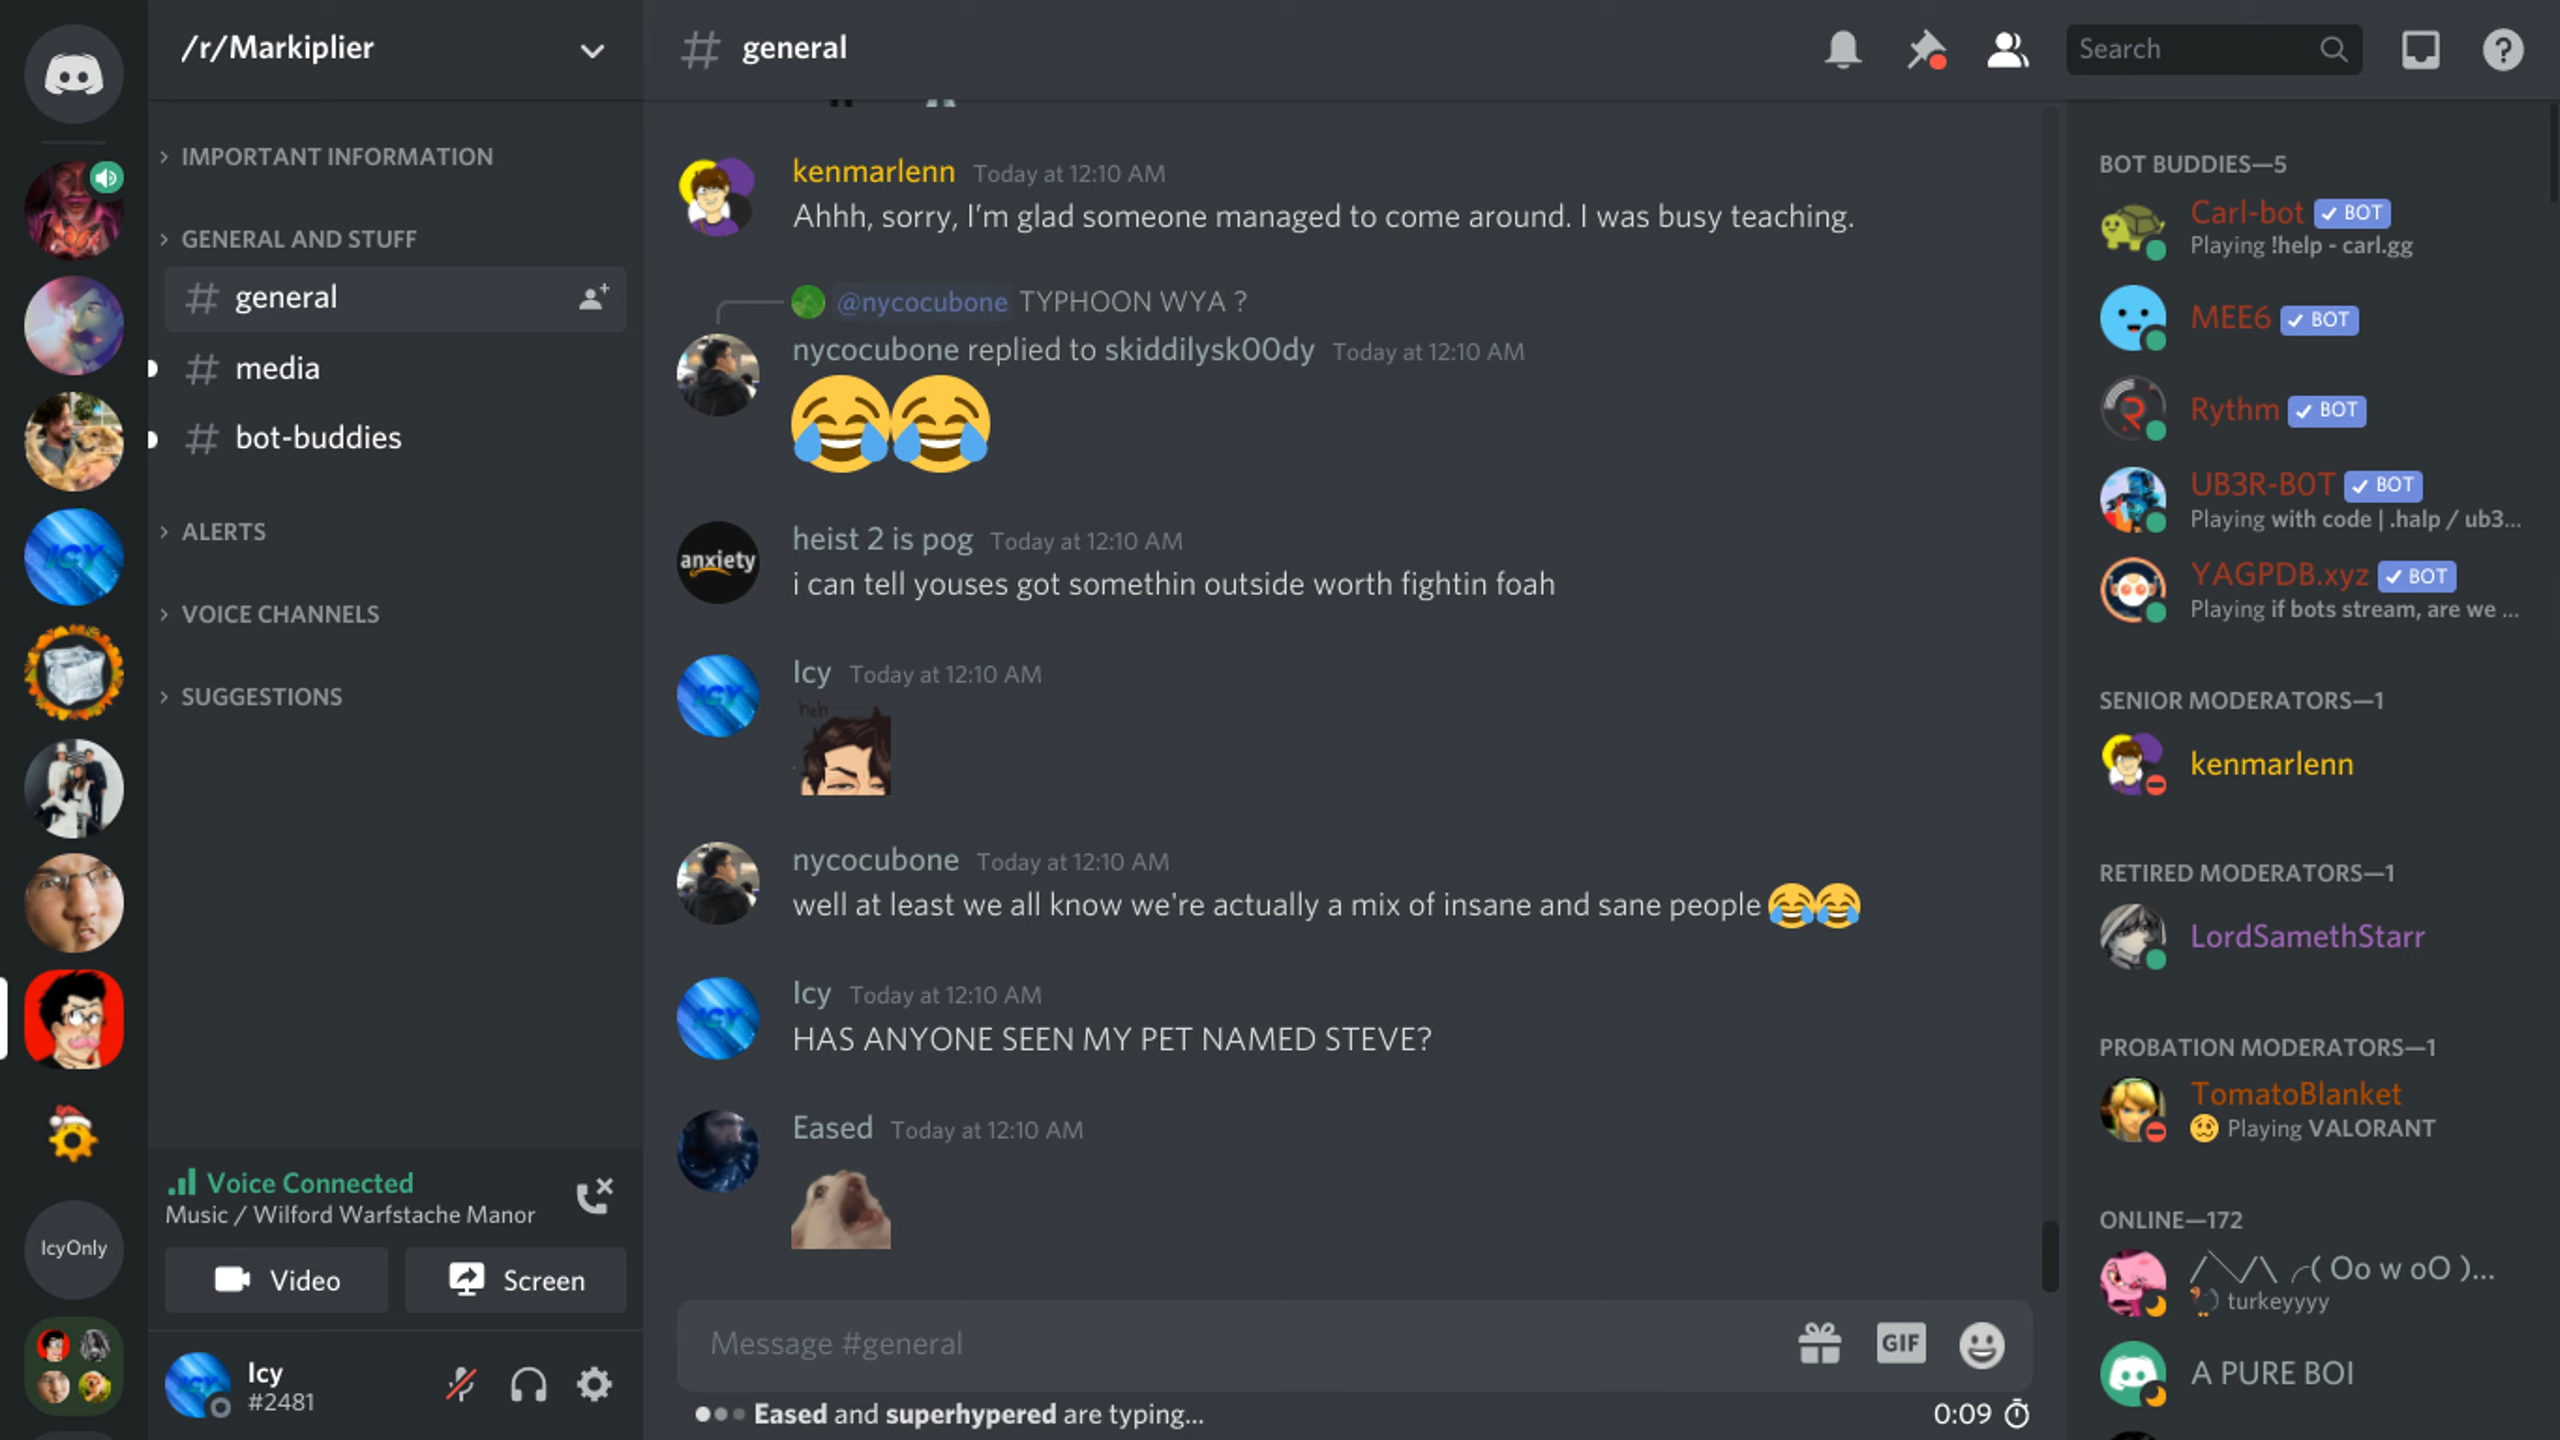 /r/Markiplier
IMPORTANT INFORMATION
GENERAL AND STUFF
general
media
bot-buddies
ALERTS
VOICE CHANNELS
SUGGESTIONS
ICY
IcyOnly
Voice Connected
Music / Wilford Warfstache Manor
Video
Screen
Icy
#2481
# general
Search
kenmarlenn Today at 12:10 AM
Ahhh, sorry, I'm glad someone managed to come around. I was busy teaching.
@nycocubone TYPHOON WYA ?
nycocubone replied to skiddilysk00dy Today at 12:10 AM
😂😂
anxiety
heist 2 is pog Today at 12:10 AM
i can tell youses got somethin outside worth fightin foah
ICY
Icy Today at 12:10 AM
heh
nycocubone Today at 12:10 AM
well at least we all know we're actually a mix of insane and sane people 😂😂
ICY
Icy Today at 12:10 AM
HAS ANYONE SEEN MY PET NAMED STEVE?
Eased Today at 12:10 AM
Message #general
GIF
Eased and superhypered are typing...
0:09
BOT BUDDIES—5
Carl-bot ✓ BOT
Playing !help - carl.gg
MEE6 ✓ BOT
Rythm ✓ BOT
UB3R-B0T ✓ BOT
Playing with code | .halp / ub3...
YAGPDB.xyz ✓ BOT
Playing if bots stream, are we ...
SENIOR MODERATORS—1
kenmarlenn
RETIRED MODERATORS—1
LordSamethStarr
PROBATION MODERATORS—1
TomatoBlanket
Playing VALORANT
ONLINE—172
/╲/\ ╭( Oo w oO )...
turkeyyyy
A PURE BOI